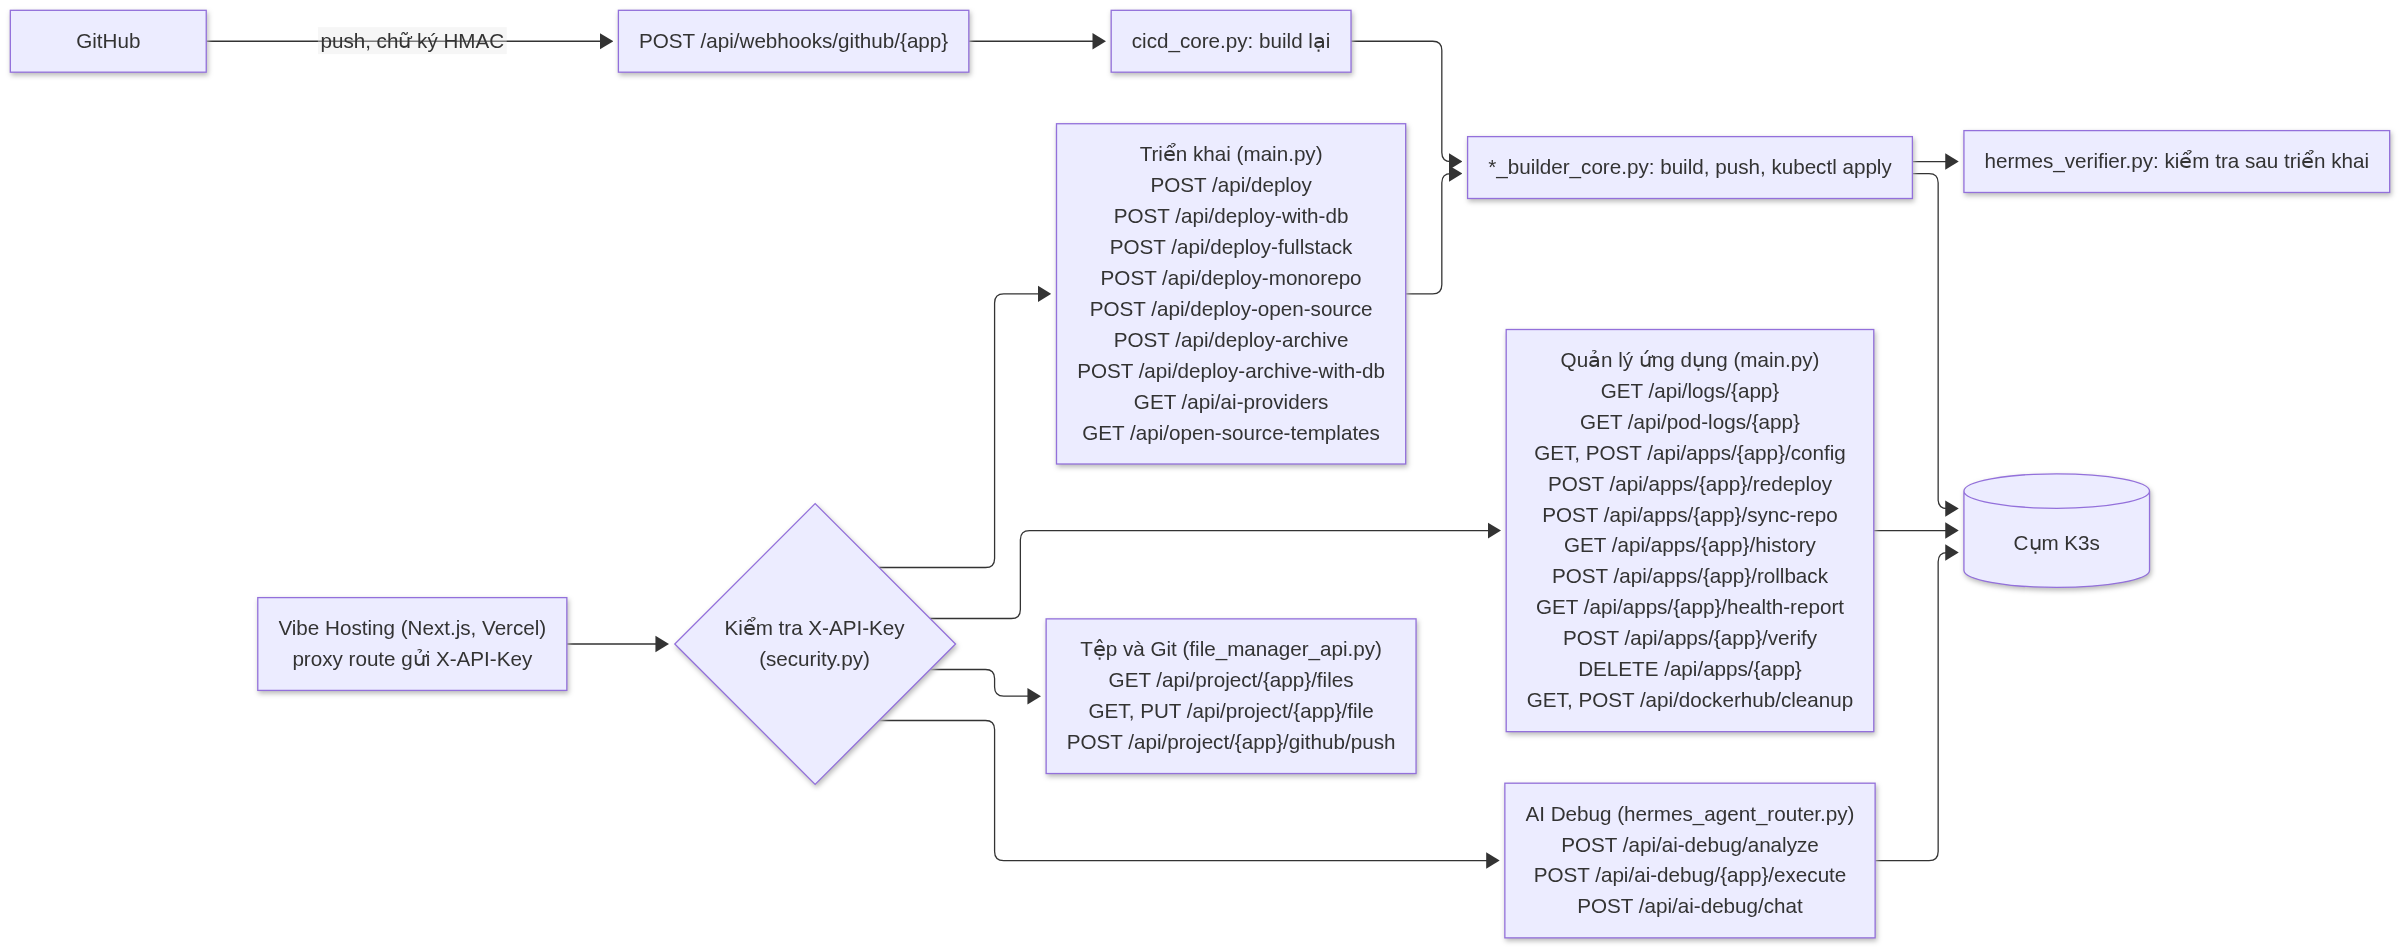 GitHub
push, chữ ký HMAC
POST /api/webhooks/github/{app}
cicd_core.py: build lại
Triển khai (main.py)
POST /api/deploy
POST /api/deploy-with-db
POST /api/deploy-fullstack
POST /api/deploy-monorepo
POST /api/deploy-open-source
POST /api/deploy-archive
POST /api/deploy-archive-with-db
GET /api/ai-providers
GET /api/open-source-templates
*_builder_core.py: build, push, kubectl apply
hermes_verifier.py: kiểm tra sau triển khai
Quản lý ứng dụng (main.py)
GET /api/logs/{app}
GET /api/pod-logs/{app}
GET, POST /api/apps/{app}/config
POST /api/apps/{app}/redeploy
POST /api/apps/{app}/sync-repo
GET /api/apps/{app}/history
POST /api/apps/{app}/rollback
GET /api/apps/{app}/health-report
POST /api/apps/{app}/verify
DELETE /api/apps/{app}
GET, POST /api/dockerhub/cleanup
Cụm K3s
Vibe Hosting (Next.js, Vercel)
proxy route gửi X-API-Key
Kiểm tra X-API-Key
(security.py)
Tệp và Git (file_manager_api.py)
GET /api/project/{app}/files
GET, PUT /api/project/{app}/file
POST /api/project/{app}/github/push
AI Debug (hermes_agent_router.py)
POST /api/ai-debug/analyze
POST /api/ai-debug/{app}/execute
POST /api/ai-debug/chat